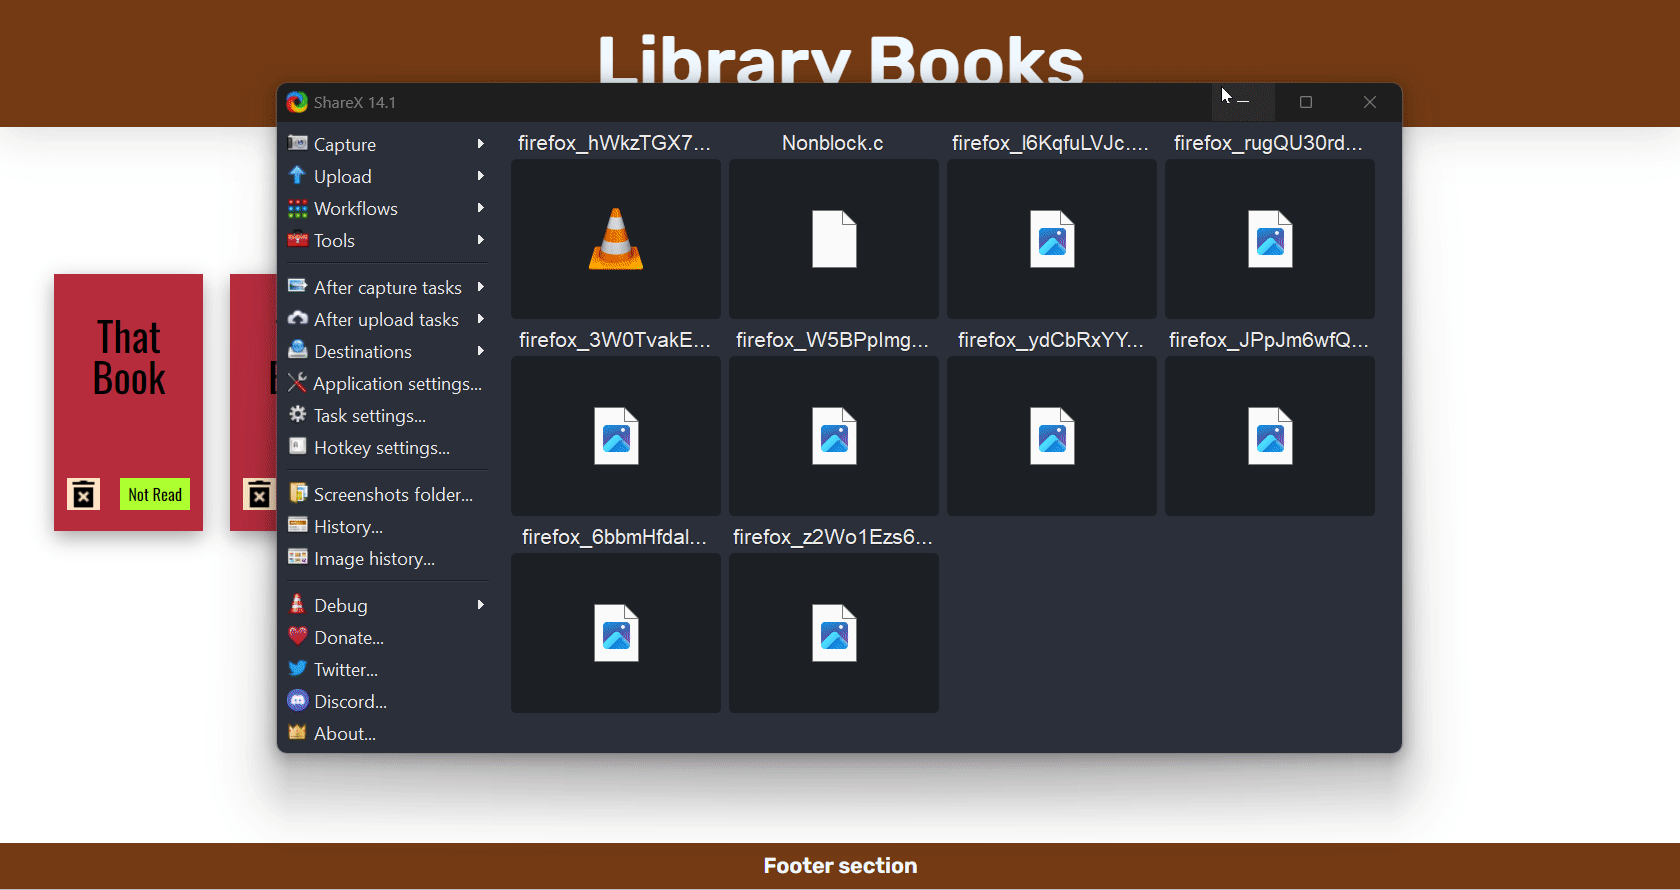 Library Books
ShareX 14.1
Capture
Upload
Workflows
Tools
After capture tasks
After upload tasks
Destinations
Application settings...
Task settings...
Hotkey settings...
Screenshots folder...
History...
Image history...
Debug
Donate...
Twitter...
Discord...
About...
firefox_hWkzTGX7...
Nonblock.c
firefox_l6KqfuLVJc....
firefox_rugQU30rd...
firefox_3W0TvakE...
firefox_W5BPpImg...
firefox_ydCbRxYY...
firefox_JPpJm6wfQ...
firefox_6bbmHfdal...
firefox_z2Wo1Ezs6...
That
Book
Not Read
Footer section